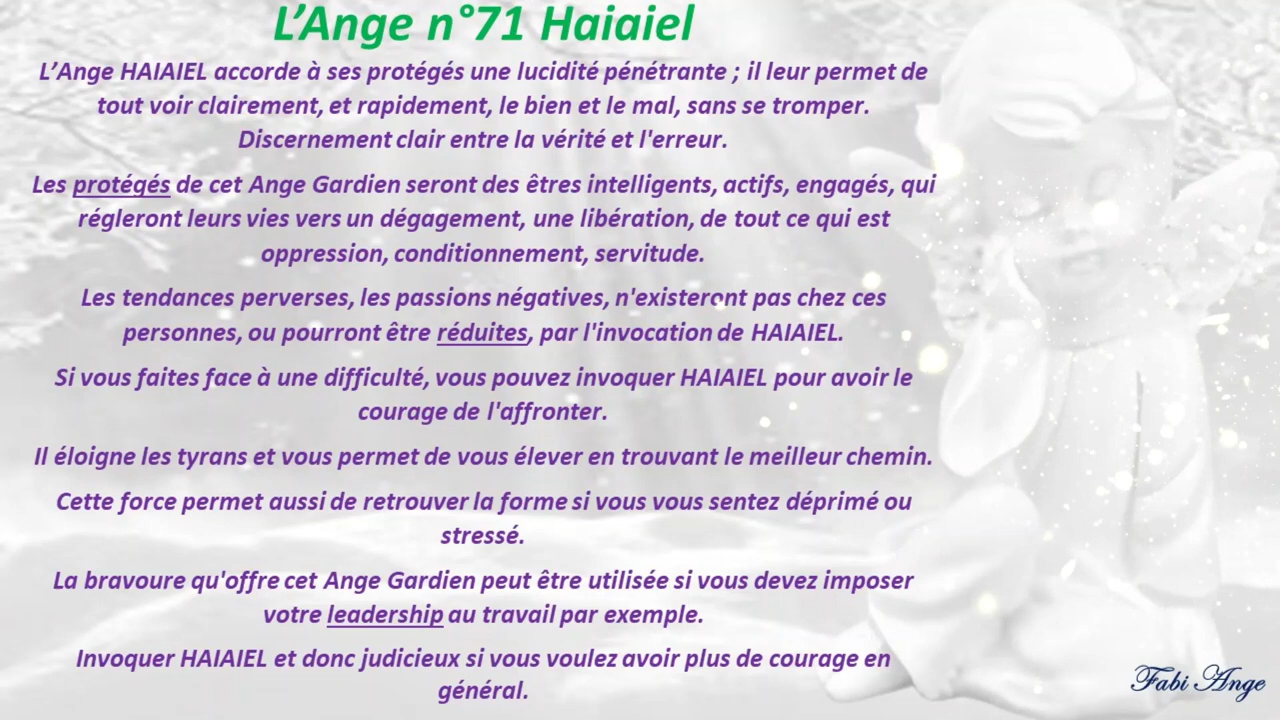 L’Ange n°71 Haiaiel
L’Ange HAIAIEL accorde à ses protégés une lucidité pénétrante ; il leur permet de
tout voir clairement, et rapidement, le bien et le mal, sans se tromper.
Discernement clair entre la vérité et l'erreur.
Les protégés de cet Ange Gardien seront des êtres intelligents, actifs, engagés, qui
régleront leurs vies vers un dégagement, une libération, de tout ce qui est
oppression, conditionnement, servitude.
Les tendances perverses, les passions négatives, n'existeront pas chez ces
personnes, ou pourront être réduites, par l'invocation de HAIAIEL.
Si vous faites face à une difficulté, vous pouvez invoquer HAIAIEL pour avoir le
courage de l'affronter.
Il éloigne les tyrans et vous permet de vous élever en trouvant le meilleur chemin.
Cette force permet aussi de retrouver la forme si vous vous sentez déprimé ou
stressé.
La bravoure qu'offre cet Ange Gardien peut être utilisée si vous devez imposer
votre leadership au travail par exemple.
Invoquer HAIAIEL et donc judicieux si vous voulez avoir plus de courage en
général.
Fabi Ange